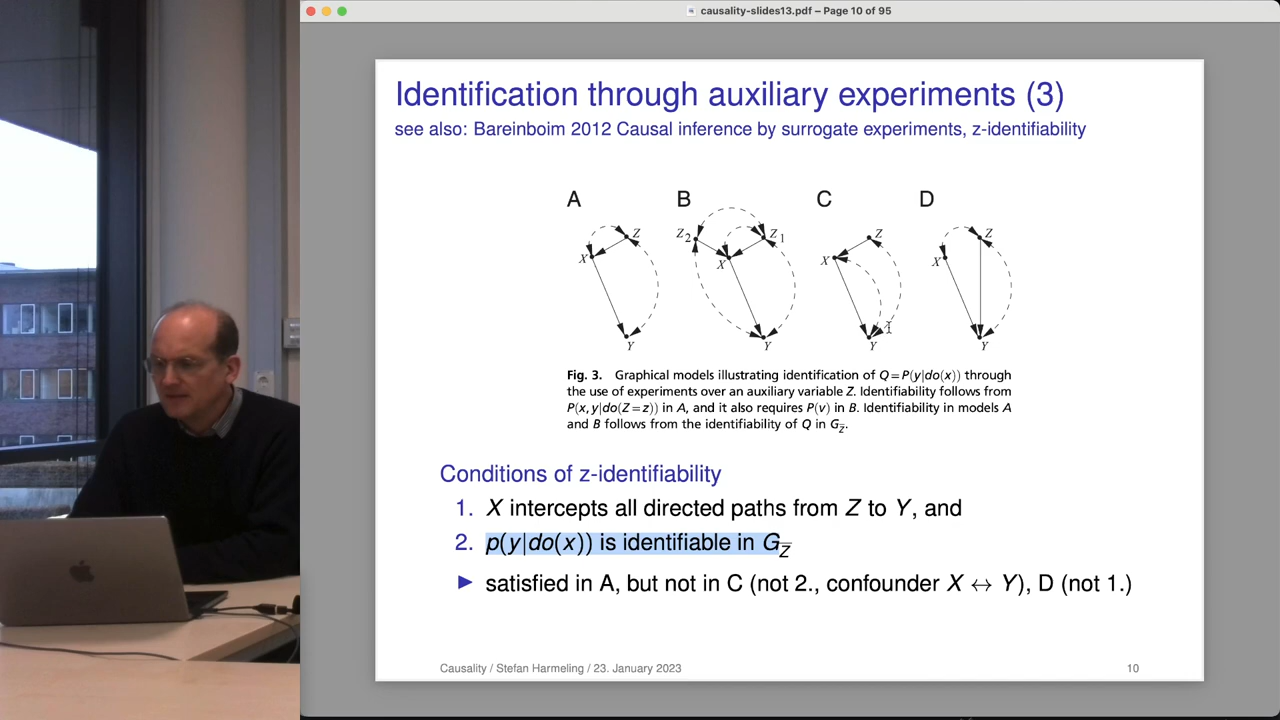 causality-slides13.pdf – Page 10 of 95
Identification through auxiliary experiments (3)
see also: Bareinboim 2012 Causal inference by surrogate experiments, z-identifiability
A B C D
Z Z2 Z1 Z Z
X X X X
Y Y Y Y
Fig. 3. Graphical models illustrating identification of Q=P(y|do(x)) through
the use of experiments over an auxiliary variable Z. Identifiability follows from
P(x,y|do(Z=z)) in A, and it also requires P(v) in B. Identifiability in models A
and B follows from the identifiability of Q in GZ̅.
Conditions of z-identifiability
1. X intercepts all directed paths from Z to Y, and
2. p(y|do(x)) is identifiable in GZ̅
▶ satisfied in A, but not in C (not 2., confounder X ↔ Y), D (not 1.)
Causality / Stefan Harmeling / 23. January 2023 10